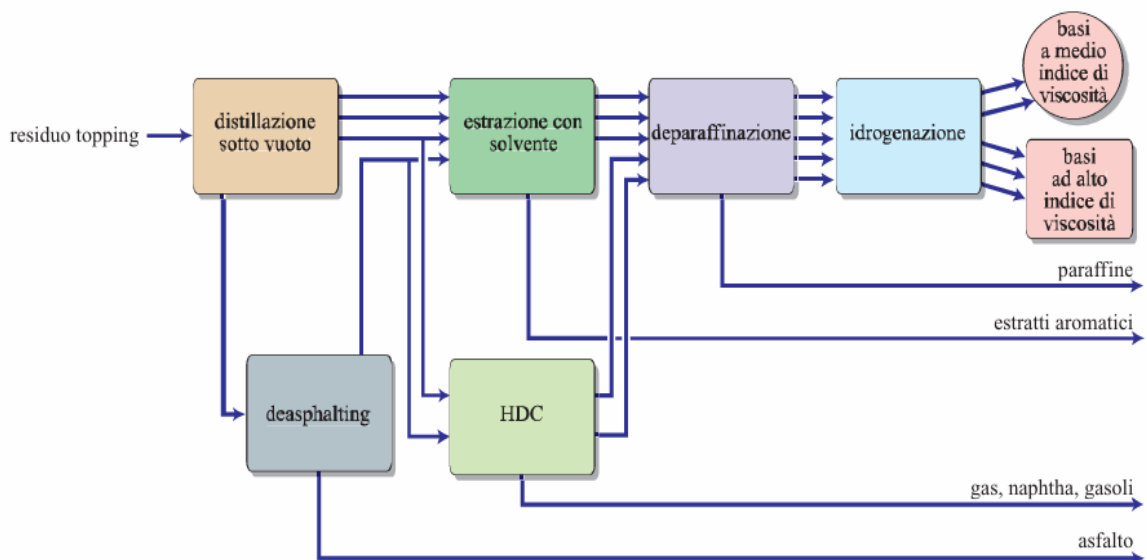 residuo topping
distillazione
sotto vuoto
estrazione con
solvente
deparaffinazione
idrogenazione
basi
a medio
indice di
viscosità
basi
ad alto
indice di
viscosità
paraffine
estratti aromatici
deasphalting
HDC
gas, naphtha, gasoli
asfalto